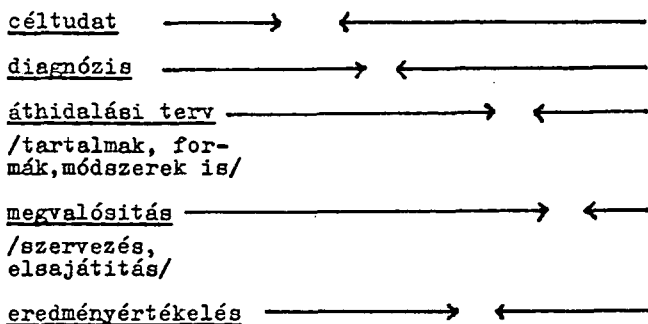 céltudat
diagnózis
áthidalási terv
/tartalmak, for-
mák,módszerek is/
megvalósitás
/szervezés,
elsajátitás/
eredményértékelés